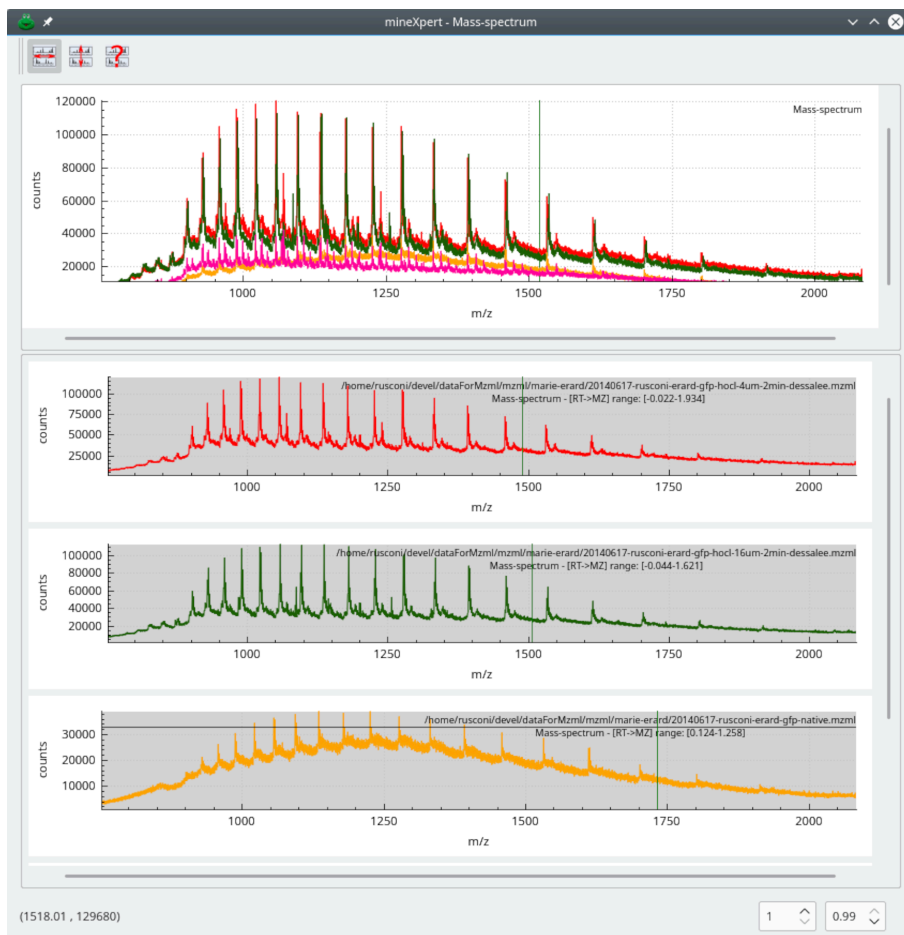 mineXpert - Mass-spectrum
?
120000
100000
80000
60000
40000
20000
counts
Mass-spectrum
1000 1250 1500 1750 2000
m/z
/home/rusconi/devel/dataForMzml/mzml/marie-erard/20140617-rusconi-erard-gfp-hocl-4um-2min-dessalee.mzml
Mass-spectrum - [RT->MZ] range: [-0.022-1.934]
100000
75000
50000
25000
counts
1000 1250 1500 1750 2000
m/z
/home/rusconi/devel/dataForMzml/mzml/marie-erard/20140617-rusconi-erard-gfp-hocl-16um-2min-dessalee.mzml
Mass-spectrum - [RT->MZ] range: [-0.044-1.621]
100000
80000
60000
40000
20000
counts
1000 1250 1500 1750 2000
m/z
/home/rusconi/devel/dataForMzml/mzml/marie-erard/20140617-rusconi-erard-gfp-native.mzml
Mass-spectrum - [RT->MZ] range: [0.124-1.258]
30000
20000
10000
counts
1000 1250 1500 1750 2000
m/z
(1518.01 , 129680)
1
0.99